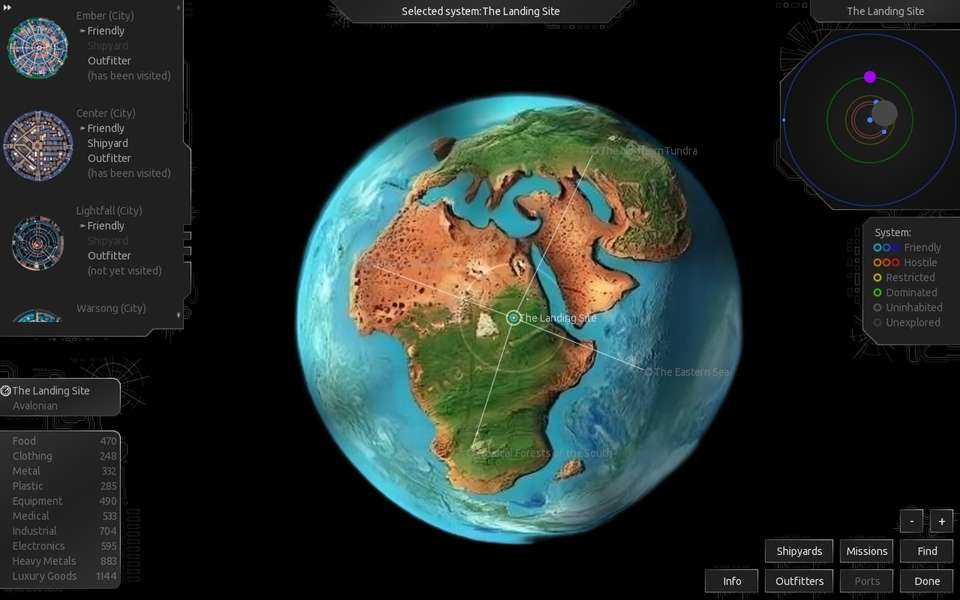 Selected system:The Landing Site
The Landing Site
Ember (City)
Friendly
Shipyard
Outfitter
(has been visited)
Center (City)
Friendly
Shipyard
Outfitter
(has been visited)
Lightfall (City)
Friendly
Shipyard
Outfitter
(not yet visited)
Warsong (City)
The Northern Tundra
The Landing Site
The Eastern Sea
Forests of the South
System:
Friendly
Hostile
Restricted
Dominated
Uninhabited
Unexplored
The Landing Site
Avalonian
Food 470
Clothing 248
Metal 332
Plastic 285
Equipment 490
Medical 533
Industrial 704
Electronics 595
Heavy Metals 883
Luxury Goods 1144
- +
Shipyards Missions Find
Info Outfitters Ports Done